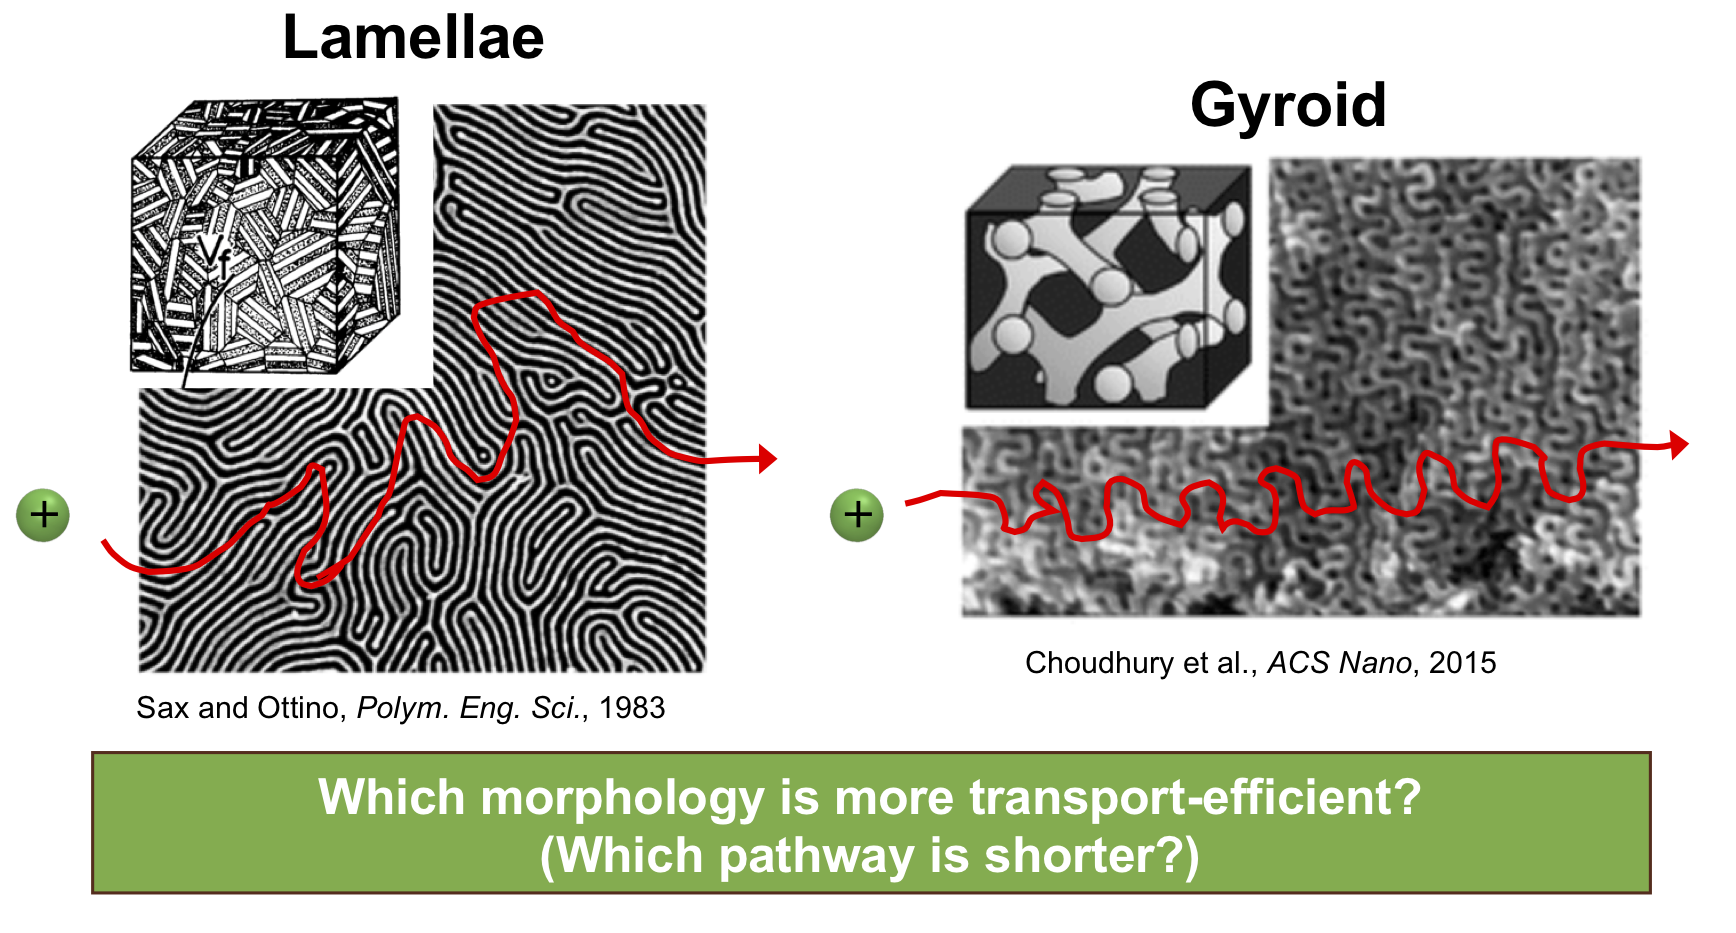 Lamellae
Gyroid
Vf
+
+
Sax and Ottino, Polym. Eng. Sci., 1983
Choudhury et al., ACS Nano, 2015
Which morphology is more transport-efficient?
(Which pathway is shorter?)